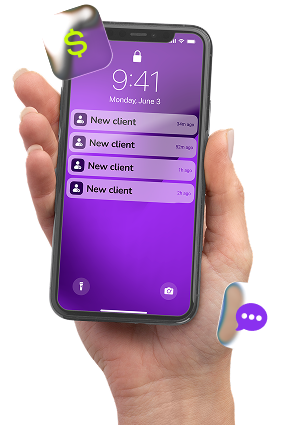 $
9:41
Monday, June 3
New client
34m ago
New client
52m ago
New client
1h ago
New client
2h ago